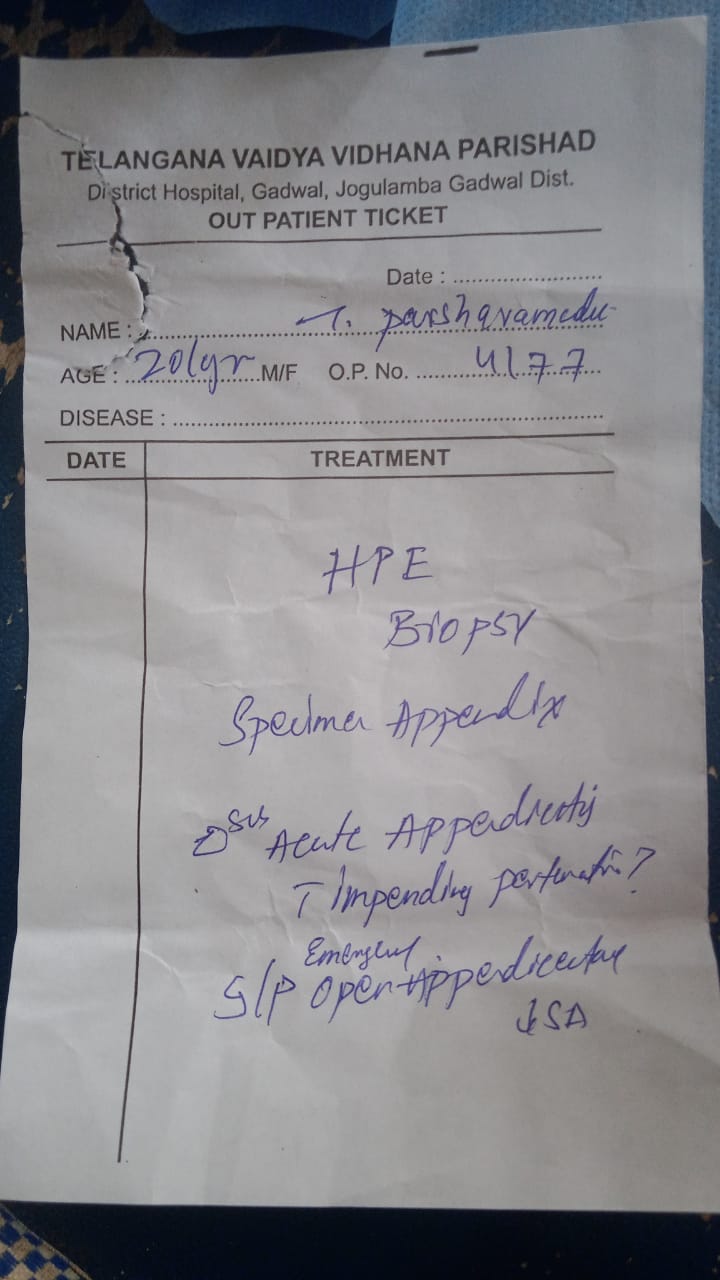 TELANGANA VAIDYA VIDHANA PARISHAD
District Hospital, Gadwal, Jogulamba Gadwal Dist.
OUT PATIENT TICKET
Date : ........................
NAME : T. parsharamudu
AGE : 20/yr M/F O.P. No. 4177
DISEASE : ........................
DATE TREATMENT
HPE
Biopsy
Specimen Appendix
Acute Appendicitis
T impending perforation?
Emergency
S/P Open Appendicectomy
↓SA